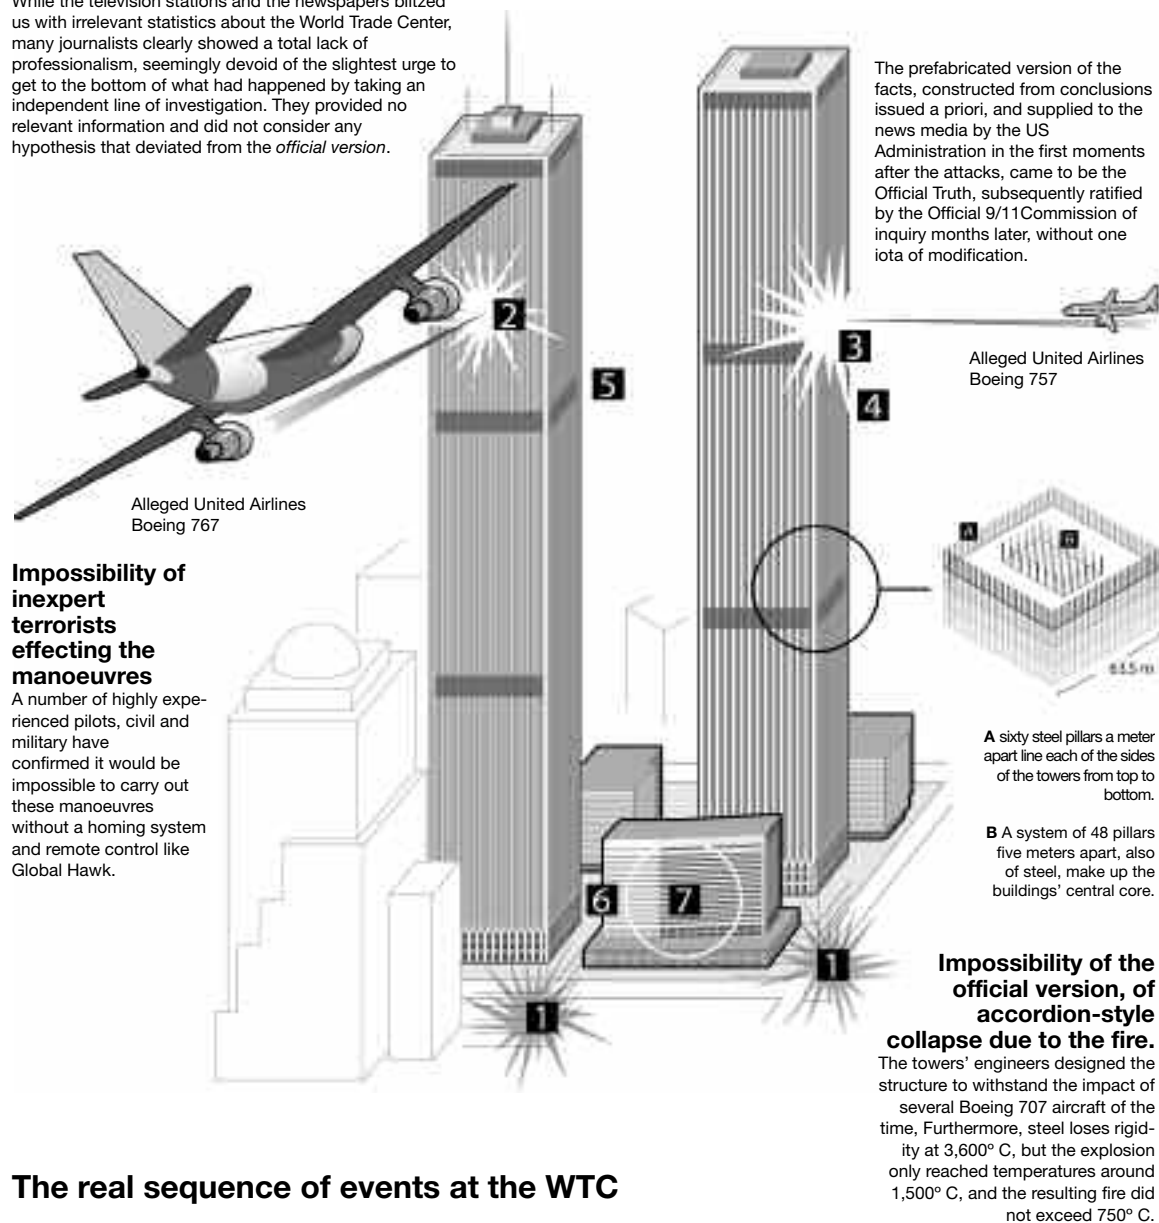 While the television stations and the newspapers blitzed
us with irrelevant statistics about the World Trade Center,
many journalists clearly showed a total lack of
professionalism, seemingly devoid of the slightest urge to
get to the bottom of what had happened by taking an
independent line of investigation. They provided no
relevant information and did not consider any
hypothesis that deviated from the official version.
The prefabricated version of the
facts, constructed from conclusions
issued a priori, and supplied to the
news media by the US
Administration in the first moments
after the attacks, came to be the
Official Truth, subsequently ratified
by the Official 9/11Commission of
inquiry months later, without one
iota of modification.
2
3
4
5
Alleged United Airlines
Boeing 757
Alleged United Airlines
Boeing 767
A
B
63,5 m
Impossibility of
inexpert
terrorists
effecting the
manoeuvres
A number of highly expe-
rienced pilots, civil and
military have
confirmed it would be
impossible to carry out
these manoeuvres
without a homing system
and remote control like
Global Hawk.
A sixty steel pillars a meter
apart line each of the sides
of the towers from top to
bottom.
B A system of 48 pillars
five meters apart, also
of steel, make up the
buildings' central core.
6
7
1
1
Impossibility of the
official version, of
accordion-style
collapse due to the fire.
The towers' engineers designed the
structure to withstand the impact of
several Boeing 707 aircraft of the
time, Furthermore, steel loses rigid-
ity at 3,600º C, but the explosion
only reached temperatures around
1,500º C, and the resulting fire did
not exceed 750º C.
The real sequence of events at the WTC